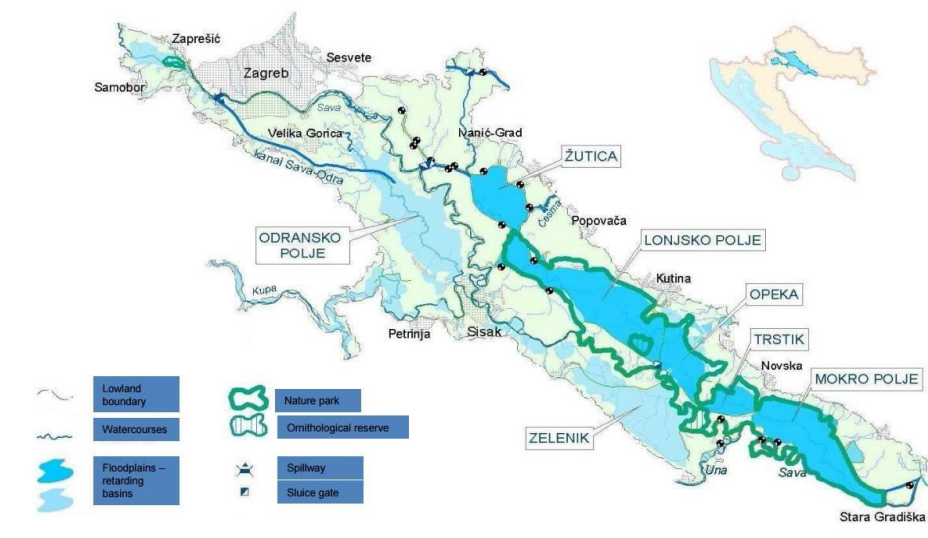 Zaprešić
Sesvete
Zagreb
Samobor
Sava
Ivanić-Grad
Velika Gorica
kanal Sava-Odra
ŽUTICA
Česma
Popovača
ODRANSKO
POLJE
LONJSKO POLJE
Kutina
Kupa
OPEKA
Petrinja
Sisak
TRSTIK
Novska
MOKRO POLJE
ZELENIK
Una
Sava
Stara Gradiška
Lowland
boundary
Watercourses
Floodplains –
retarding
basins
Nature park
Ornithological reserve
Spillway
Sluice gate